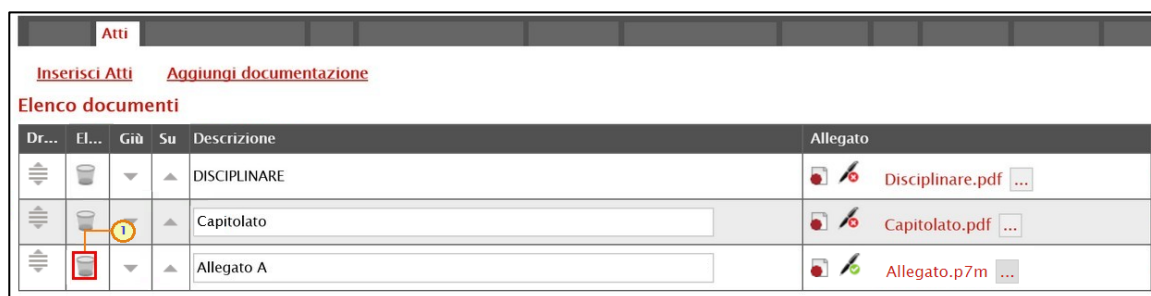 Atti
Inserisci Atti Aggiungi documentazione
Elenco documenti
Dr... El... Giù Su Descrizione Allegato
DISCIPLINARE Disciplinare.pdf ...
Capitolato Capitolato.pdf ...
1
Allegato A Allegato.p7m ...